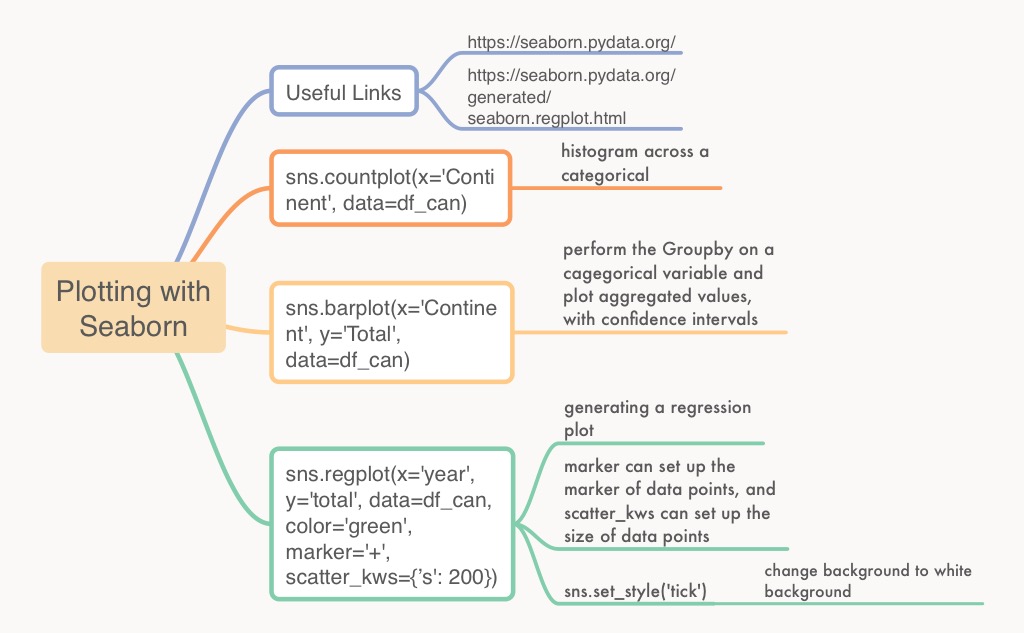 Plotting with
Seaborn
Useful Links
https://seaborn.pydata.org/
https://seaborn.pydata.org/
generated/
seaborn.regplot.html
sns.countplot(x='Conti
nent', data=df_can)
histogram across a
categorical
sns.barplot(x='Contine
nt', y='Total',
data=df_can)
perform the Groupby on a
cagegorical variable and
plot aggregated values,
with confidence intervals
sns.regplot(x='year',
y='total', data=df_can,
color='green',
marker='+',
scatter_kws={’s': 200})
generating a regression
plot
marker can set up the
marker of data points, and
scatter_kws can set up the
size of data points
sns.set_style('tick')
change background to white
background